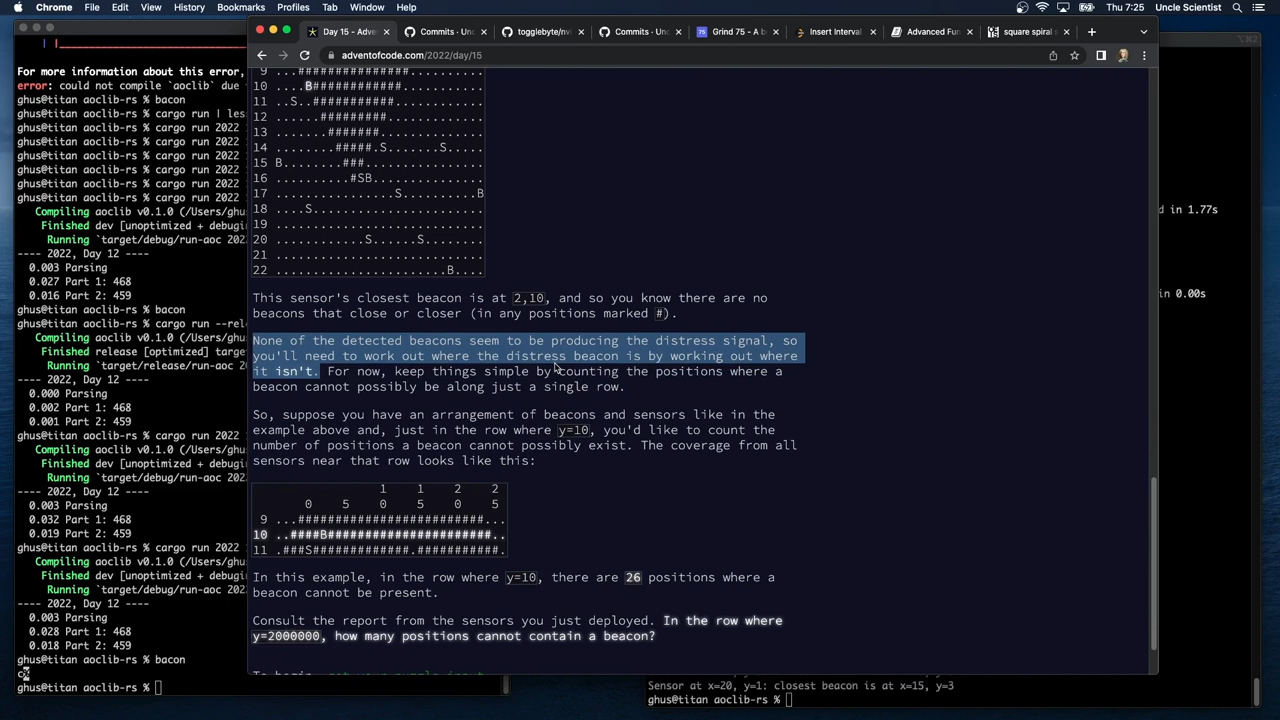 Chrome File Edit View History Bookmarks Profiles Tab Window Help Thu 7:25 Uncle Scientist
Day 15 - Adve Commits · Unc togglebyte/nvi Commits · Unc Grind 75 - A b Insert Interval Advanced Fun square spiral s
adventofcode.com/2022/day/15
For more information about this error,
error: could not compile `aoclib` due
ghus@titan aoclib-rs % bacon
ghus@titan aoclib-rs % cargo run | less
ghus@titan aoclib-rs % cargo run 2022
ghus@titan aoclib-rs % cargo run 2022
ghus@titan aoclib-rs % cargo run 2022
ghus@titan aoclib-rs % cargo run 2022
ghus@titan aoclib-rs % cargo run 2022
ghus@titan aoclib-rs % cargo run 2022
Compiling aoclib v0.1.0 (/Users/ghus
Finished dev [unoptimized + debugin
Running `target/debug/run-aoc 202
---- 2022, Day 12 ----
0.003 Parsing
0.027 Part 1: 468
0.016 Part 2: 459
ghus@titan aoclib-rs % bacon
ghus@titan aoclib-rs % cargo run --rele
Compiling aoclib v0.1.0 (/Users/ghus
Finished release [optimized] target
Running `target/release/run-aoc 2
---- 2022, Day 12 ----
0.000 Parsing
0.002 Part 1: 468
0.001 Part 2: 459
ghus@titan aoclib-rs % cargo run 2022
Compiling aoclib v0.1.0 (/Users/ghus
Finished dev [unoptimized + debugin
Running `target/debug/run-aoc 202
---- 2022, Day 12 ----
0.003 Parsing
0.032 Part 1: 468
0.019 Part 2: 459
ghus@titan aoclib-rs % cargo run 2022
Compiling aoclib v0.1.0 (/Users/ghus
Finished dev [unoptimized + debugin
Running `target/debug/run-aoc 202
---- 2022, Day 12 ----
0.003 Parsing
0.028 Part 1: 468
0.018 Part 2: 459
ghus@titan aoclib-rs % bacon
ghus@titan aoclib-rs %
9 ...##############...........
10 ....B############...........
11 ..S..###########............
12 ......#########.............
13 .......#######..............
14 ........#####.S.......S.....
15 B........###................
16 ..........#SB...............
17 ................S..........B
18 ....S.......................
19 ............................
20 ............S......S........
21 ............................
22 .......................B....
This sensor's closest beacon is at 2,10, and so you know there are no
beacons that close or closer (in any positions marked #).
None of the detected beacons seem to be producing the distress signal, so
you'll need to work out where the distress beacon is by working out where
it isn't. For now, keep things simple by counting the positions where a
beacon cannot possibly be along just a single row.
So, suppose you have an arrangement of beacons and sensors like in the
example above and, just in the row where y=10, you'd like to count the
number of positions a beacon cannot possibly exist. The coverage from all
sensors near that row looks like this:
1 1 2 2
0 5 0 5 0 5
9 ...#########################...
10 ..####B######################..
11 .###S#############.###########.
In this example, in the row where y=10, there are 26 positions where a
beacon cannot be present.
Consult the report from the sensors you just deployed. In the row where
y=2000000, how many positions cannot contain a beacon?
d in 1.77s
in 0.00s
Sensor at x=20, y=1: closest beacon is at x=15, y=3
ghus@titan aoclib-rs %